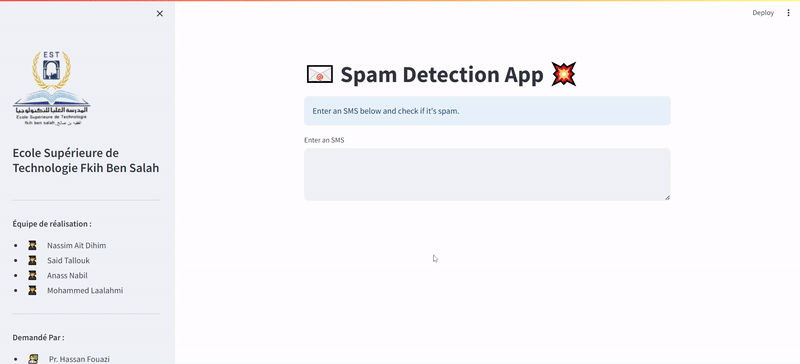 Deploy
EST
المدرسة العليا للتكنولوجيا
Ecole Supérieure de Technologie
fkih ben salah
الفقيه بن صالح
Ecole Supérieure de
Technologie Fkih Ben Salah
Équipe de réalisation :
Nassim Ait Dihim
Said Tallouk
Anass Nabil
Mohammed Laalahmi
Demandé Par :
Pr. Hassan Fouazi
Spam Detection App
Enter an SMS below and check if it's spam.
Enter an SMS